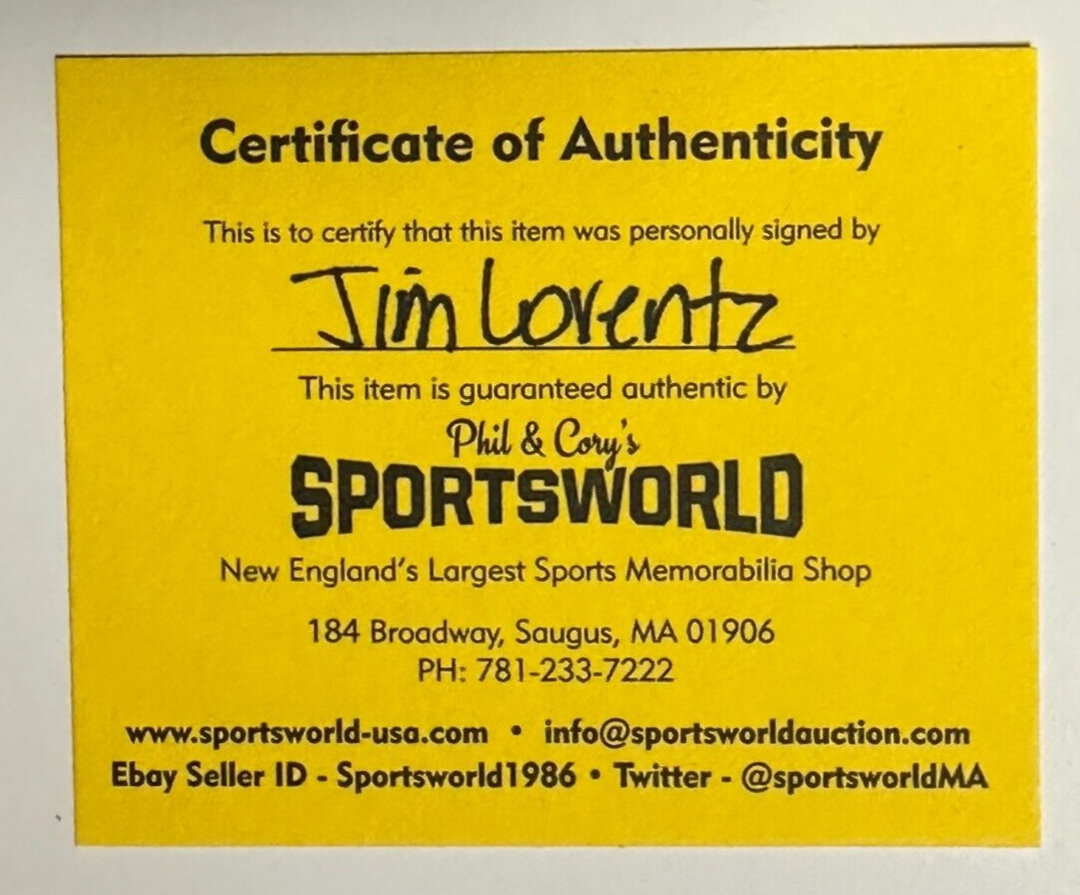 Certificate of Authenticity
This is to certify that this item was personally signed by
Jim Lorentz
This item is guaranteed authentic by
Phil & Cory's
SPORTSWORLD
New England's Largest Sports Memorabilia Shop
184 Broadway, Saugus, MA 01906
PH: 781-233-7222
www.sportsworld-usa.com • info@sportsworldauction.com
Ebay Seller ID - Sportsworld1986 • Twitter - @sportsworldMA